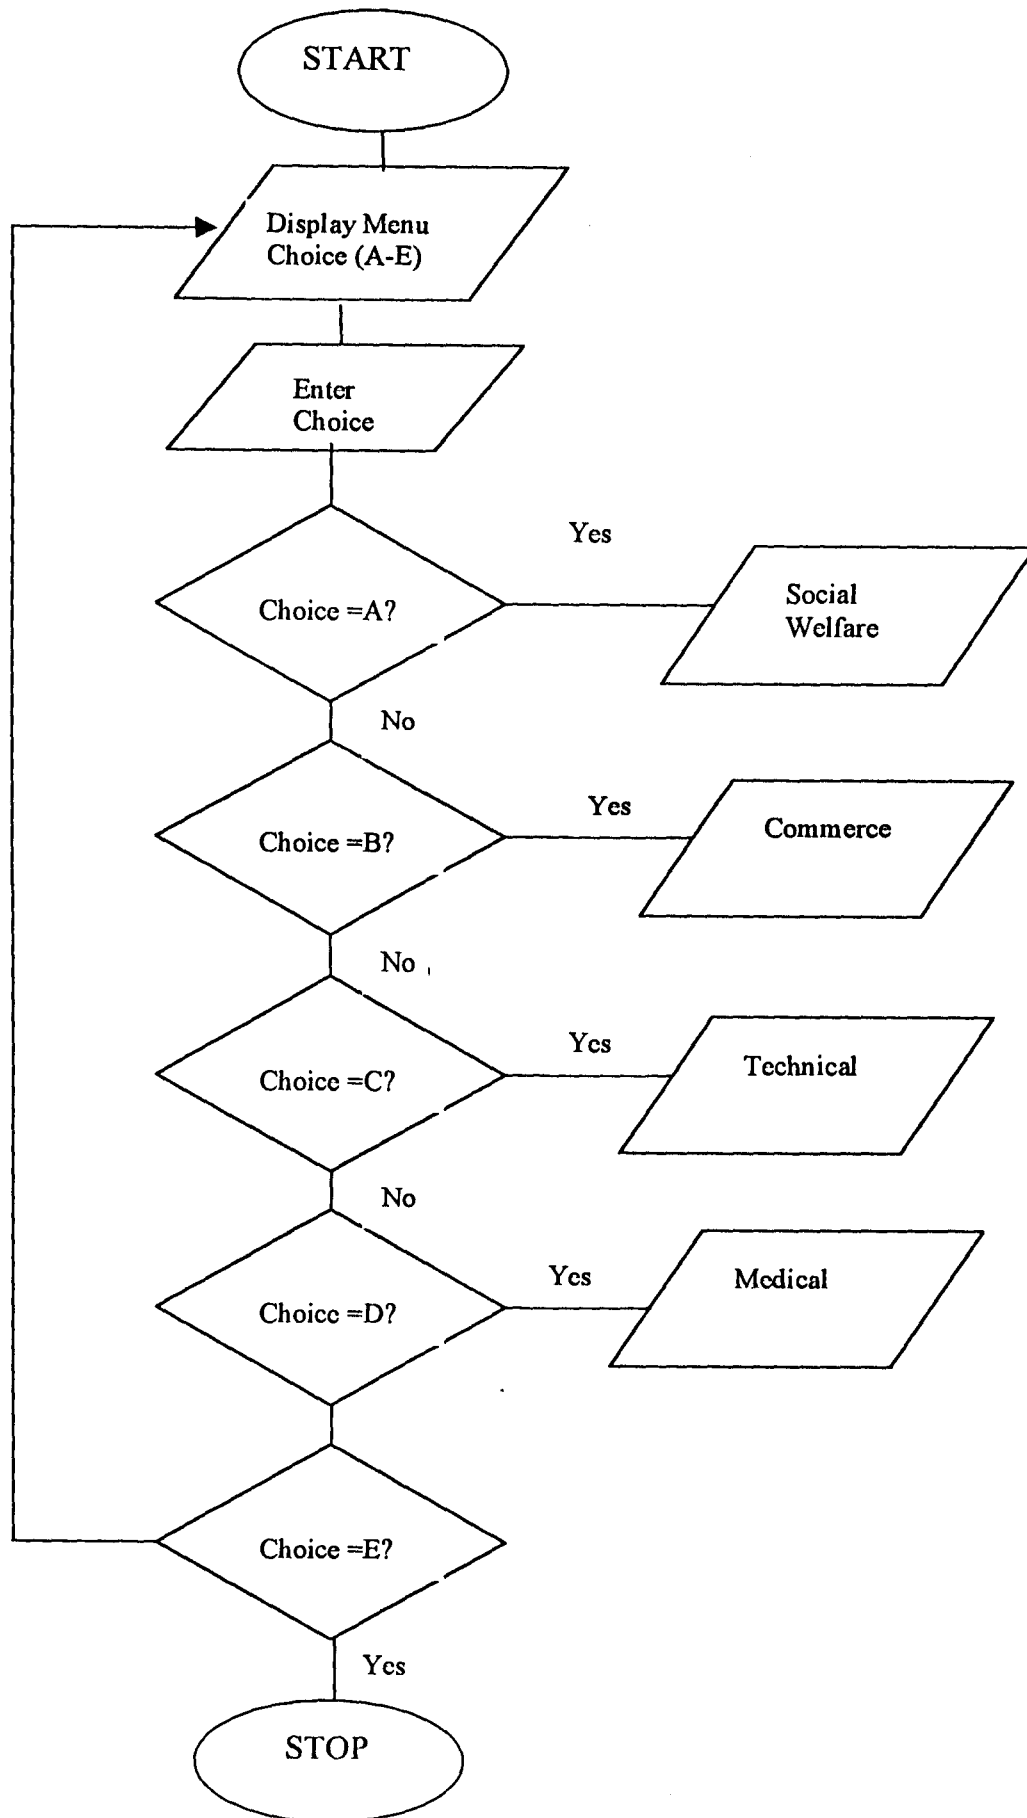 START
Display Menu
Choice (A-E)
Enter
Choice
Choice =A?
Yes
Social
Welfare
No
Choice =B?
Yes
Commerce
No
Choice =C?
Yes
Technical
No
Choice =D?
Yes
Medical
Choice =E?
Yes
STOP